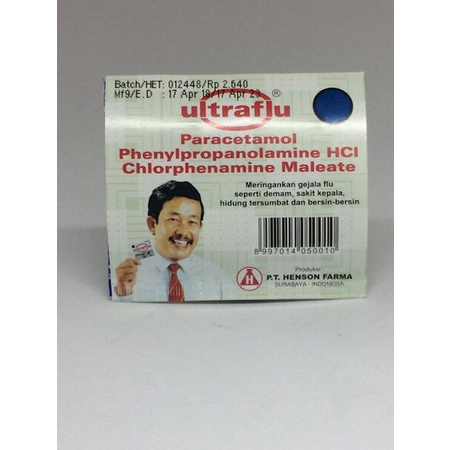 Batch/HET: 012448/Rp 2.640
Mfg/E.D : 17 Apr 18/17 Apr 23
ultraflu ®
Paracetamol
Phenylpropanolamine HCl
Chlorphenamine Maleate
Meringankan gejala flu
seperti demam, sakit kepala,
hidung tersumbat dan bersin-bersin
8 997014 050010
ultraflu
H
Produksi
P.T. HENSON FARMA
SURABAYA - INDONESIA